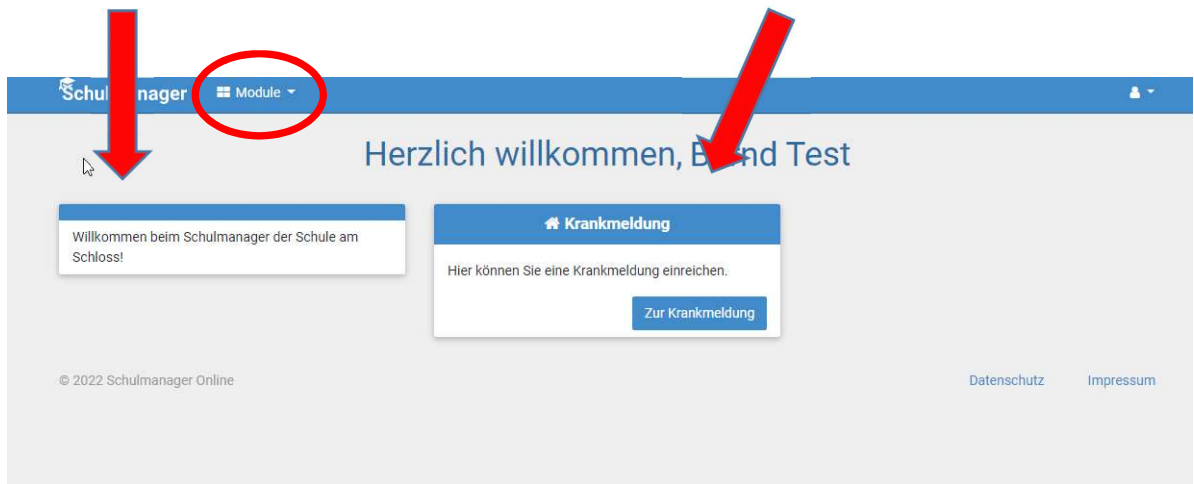 Module
Herzlich willkommen, Test
Willkommen beim Schulmanager der Schule am
Schloss!
Krankmeldung
Hier können Sie eine Krankmeldung einreichen.
Zur Krankmeldung
© 2022 Schulmanager Online
Datenschutz
Impressum